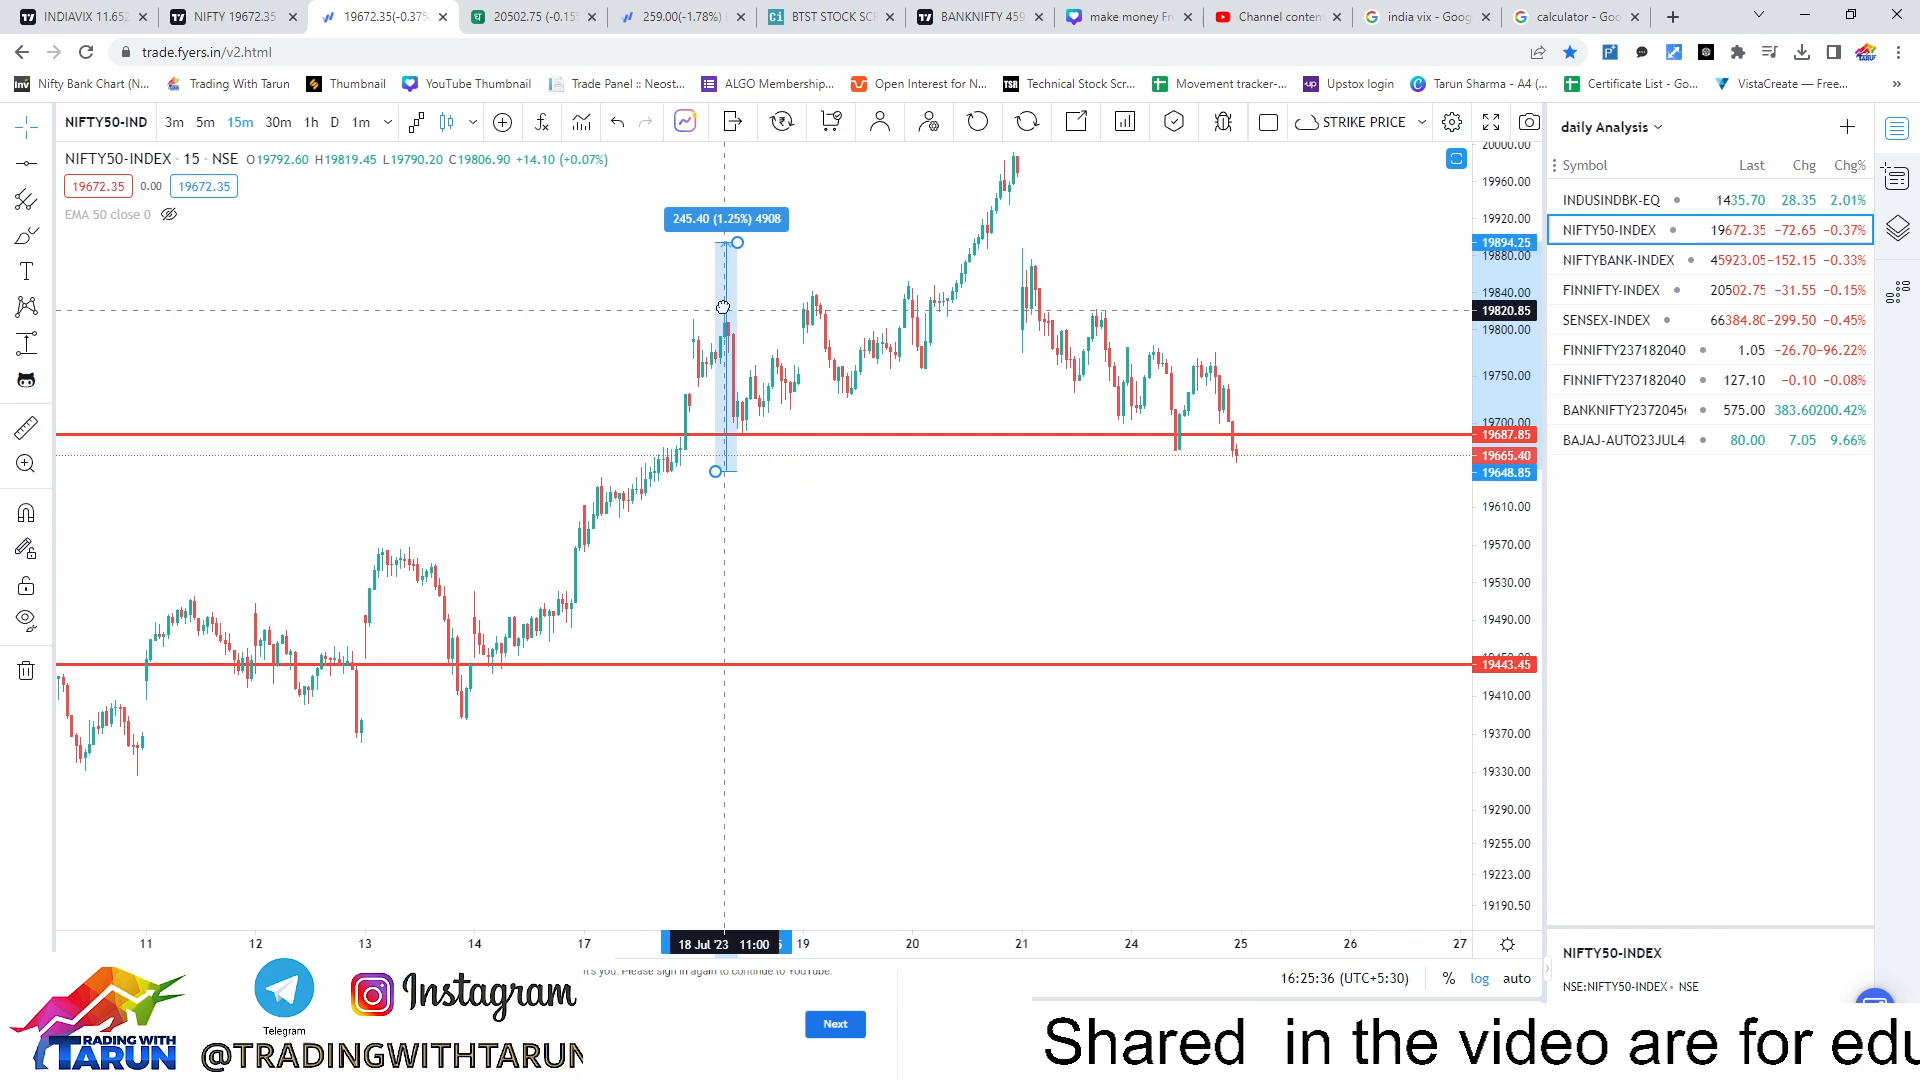 INDIAVIX 11.652
NIFTY 19672.35
19672.35(-0.37%
20502.75 (-0.15%
259.00(-1.78%)
BTST STOCK SC
BANKNIFTY 459
make money Fr
Channel content
india vix - Goog
calculator - Goo
trade.fyers.in/v2.html
Nifty Bank Chart (N...
Trading With Tarun
Thumbnail
YouTube Thumbnail
Trade Panel :: Neost...
ALGO Membership...
Open Interest for N...
Technical Stock Scr...
Movement tracker-...
Upstox login
Tarun Sharma - A4 (...
Certificate List - Go...
VistaCreate — Free...
NIFTY50-IND 3m 5m 15m 30m 1h D 1m STRIKE PRICE
NIFTY50-INDEX · 15 · NSE O19792.60 H19819.45 L19790.20 C19806.90 +14.10 (+0.07%)
19672.35 0.00 19672.35
EMA 50 close 0
245.40 (1.25%) 4908
20000.00
19960.00
19920.00
19894.25
19880.00
19840.00
19820.85
19800.00
19750.00
19700.00
19687.85
19665.40
19648.85
19610.00
19570.00
19530.00
19490.00
19443.45
19410.00
19370.00
19330.00
19290.00
19255.00
19223.00
19190.50
11 12 13 14 17 18 Jul '23 11:00 19 20 21 24 25 26 27
daily Analysis
Symbol Last Chg Chg%
INDUSINDBK-EQ 1435.70 28.35 2.01%
NIFTY50-INDEX 19672.35 -72.65 -0.37%
NIFTYBANK-INDEX 45923.05 -152.15 -0.33%
FINNIFTY-INDEX 20502.75 -31.55 -0.15%
SENSEX-INDEX 66384.80 -299.50 -0.45%
FINNIFTY237182040 1.05 -26.70 -96.22%
FINNIFTY237182040 127.10 -0.10 -0.08%
BANKNIFTY2372045 575.00 383.60 200.42%
BAJAJ-AUTO23JUL4 80.00 7.05 9.66%
NIFTY50-INDEX
NSE:NIFTY50-INDEX • NSE
16:25:36 (UTC+5:30) % log auto
it's you. Please sign in again to continue to YouTube.
Next
TRADING WITH
TARUN
Telegram
Instagram
@TRADINGWITHTARUN
Shared in the video are for edu